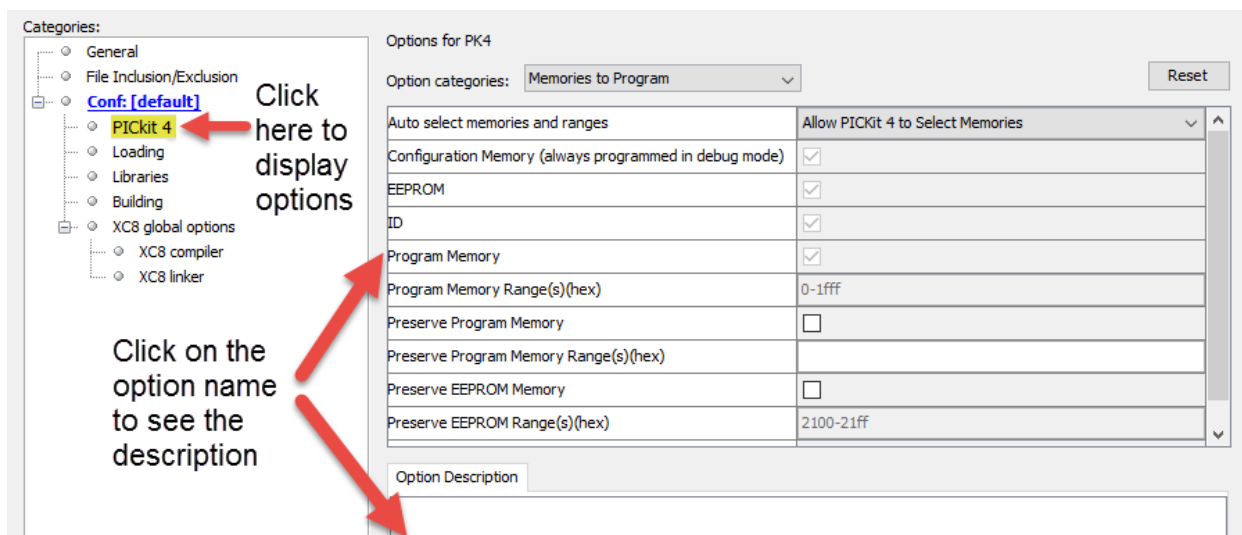 Categories:
General
File Inclusion/Exclusion
Conf: [default]
PICkit 4
Loading
Libraries
Building
XC8 global options
XC8 compiler
XC8 linker
Click
here to
display
options
Click on the
option name
to see the
description
Options for PK4
Option categories: Memories to Program Reset
Auto select memories and ranges Allow PICKit 4 to Select Memories
Configuration Memory (always programmed in debug mode)
EEPROM
ID
Program Memory
Program Memory Range(s)(hex) 0-1fff
Preserve Program Memory
Preserve Program Memory Range(s)(hex)
Preserve EEPROM Memory
Preserve EEPROM Range(s)(hex) 2100-21ff
Option Description